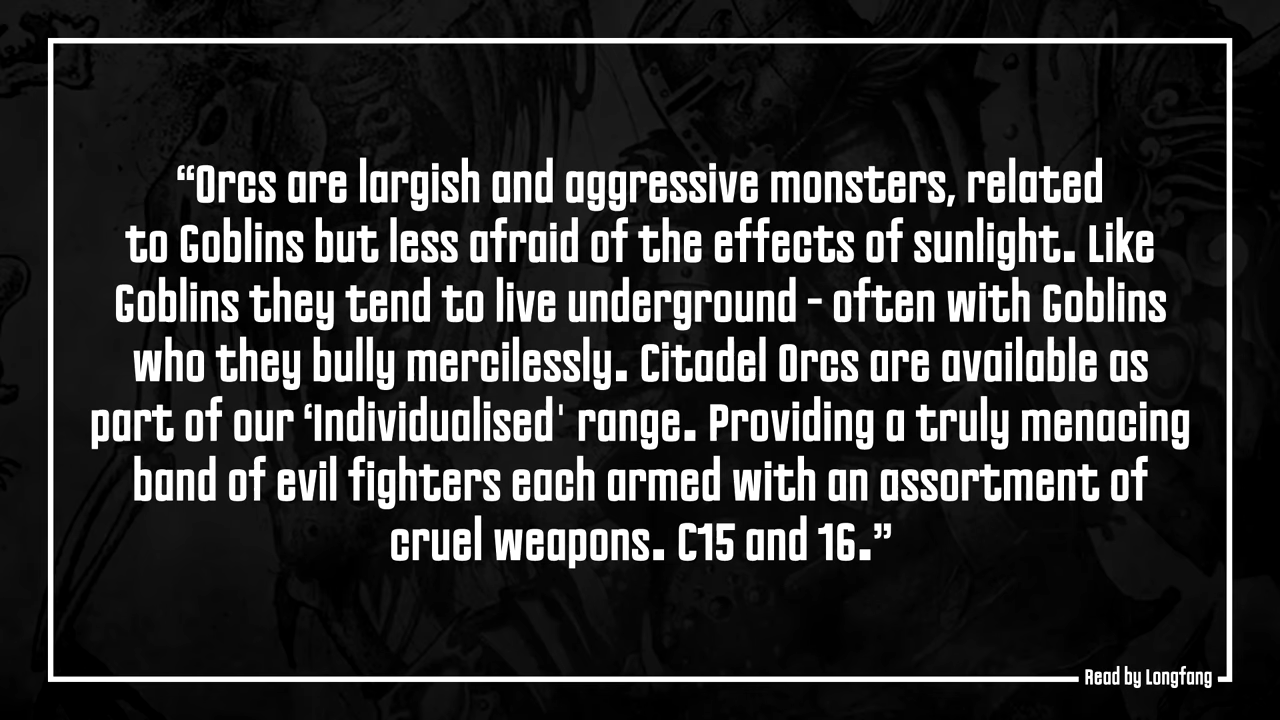 “Orcs are largish and aggressive monsters, related
to Goblins but less afraid of the effects of sunlight. Like
Goblins they tend to live underground - often with Goblins
who they bully mercilessly. Citadel Orcs are available as
part of our ‘Individualised' range. Providing a truly menacing
band of evil fighters each armed with an assortment of
cruel weapons. C15 and 16.”
Read by Longfang